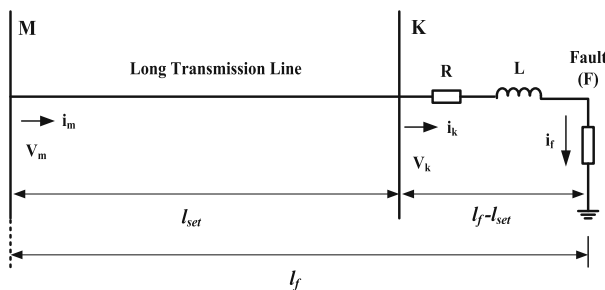 M
K
Long Transmission Line
R
L
Fault
(F)
i_m
i_k
i_f
V_m
V_k
l_set
l_f-l_set
l_f